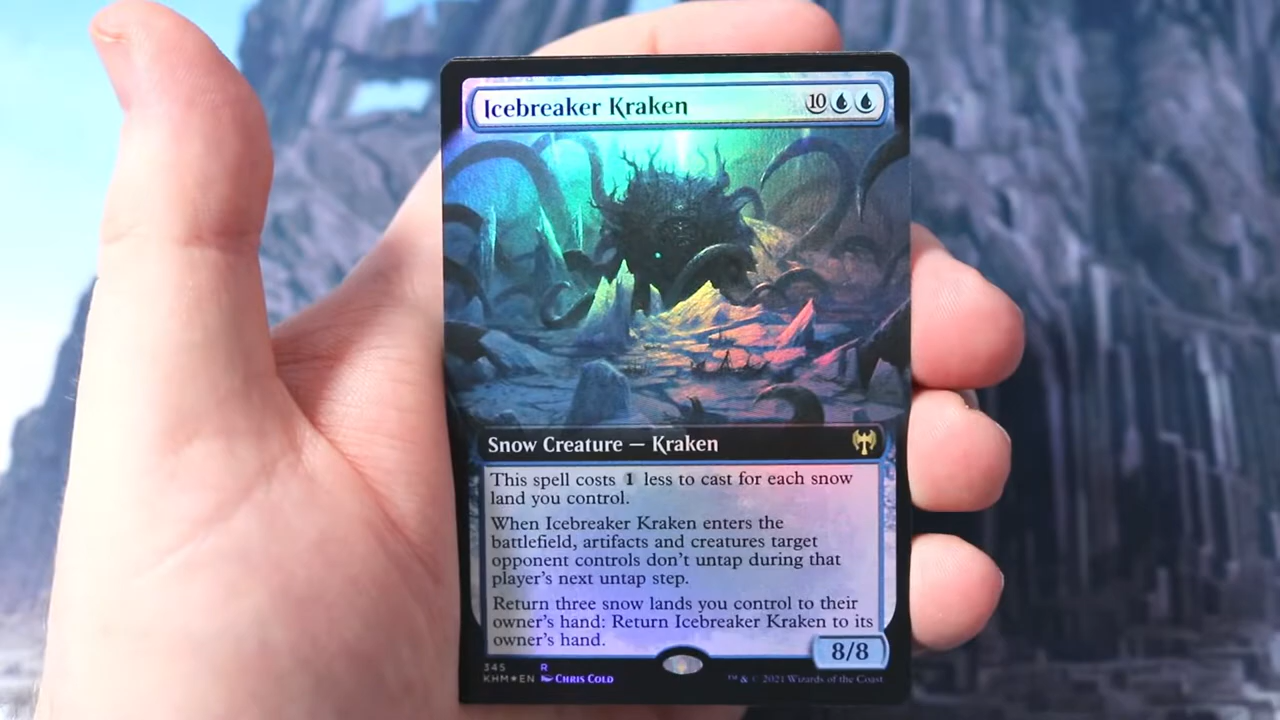 Icebreaker Kraken 10
Snow Creature — Kraken
This spell costs 1 less to cast for each snow
land you control.
When Icebreaker Kraken enters the
battlefield, artifacts and creatures target
opponent controls don't untap during that
player's next untap step.
Return three snow lands you control to their
owner's hand: Return Icebreaker Kraken to its
owner's hand.
8/8
345 R
KHM★EN Chris Cold
™ & © 2021 Wizards of the Coast